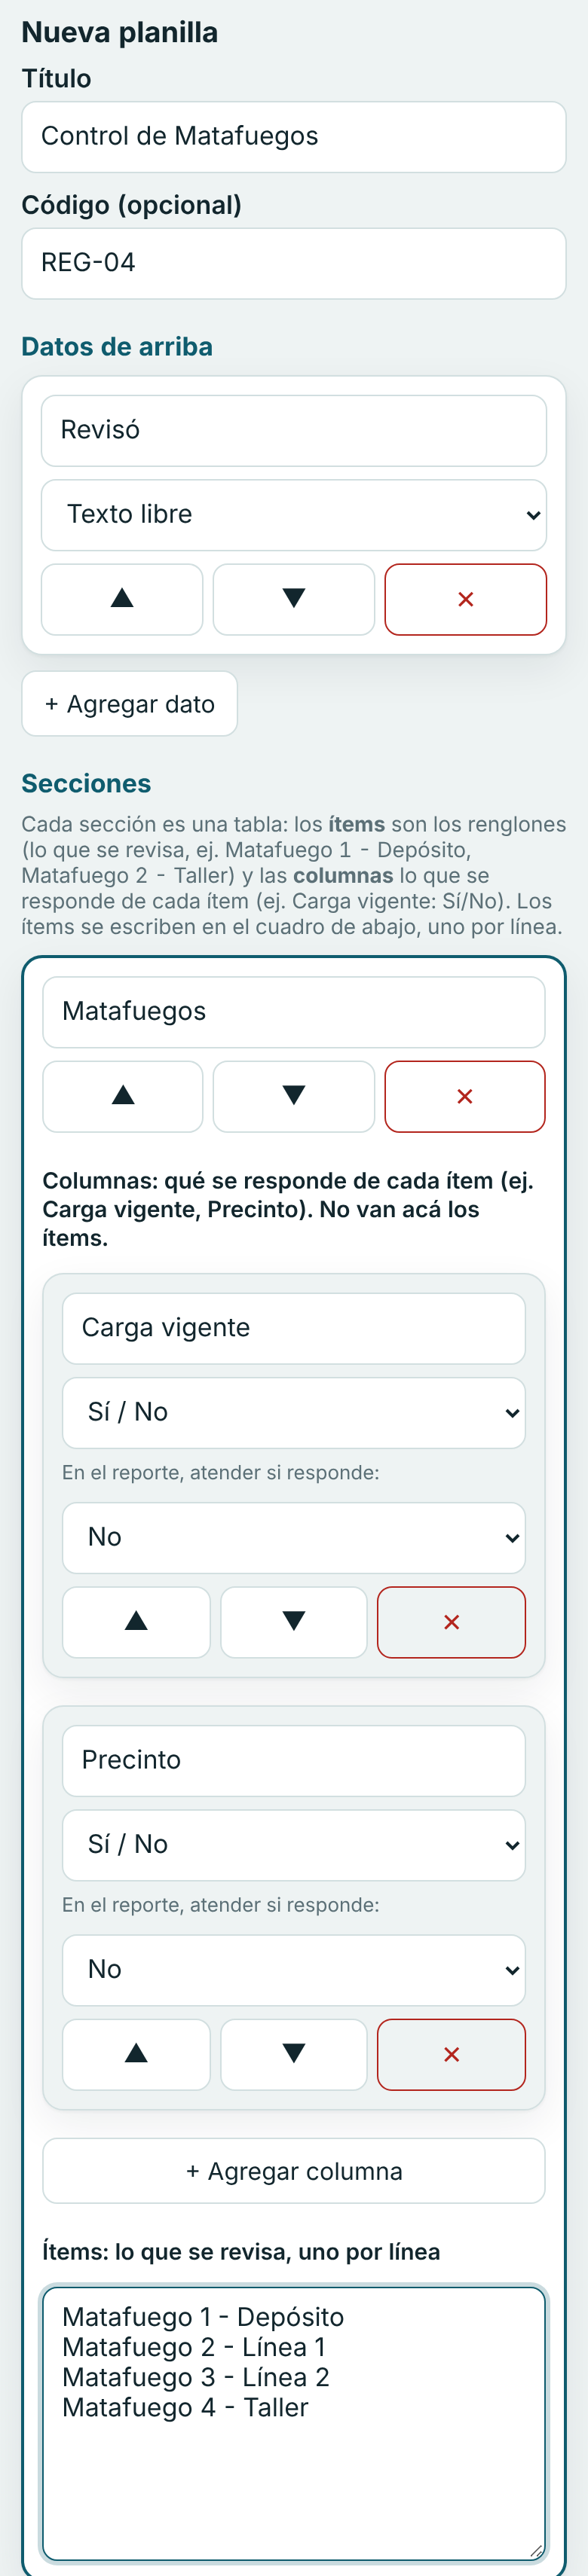 Nueva planilla
Título
Control de Matafuegos
Código (opcional)
REG-04
Datos de arriba
Revisó
Texto libre
▲ ▼ ×
+ Agregar dato
Secciones
Cada sección es una tabla: los ítems son los renglones
(lo que se revisa, ej. Matafuego 1 - Depósito,
Matafuego 2 - Taller) y las columnas lo que se
responde de cada ítem (ej. Carga vigente: Sí/No). Los
ítems se escriben en el cuadro de abajo, uno por línea.
Matafuegos
▲ ▼ ×
Columnas: qué se responde de cada ítem (ej.
Carga vigente, Precinto). No van acá los
ítems.
Carga vigente
Sí / No
En el reporte, atender si responde:
No
▲ ▼ ×
Precinto
Sí / No
En el reporte, atender si responde:
No
▲ ▼ ×
+ Agregar columna
Ítems: lo que se revisa, uno por línea
Matafuego 1 - Depósito
Matafuego 2 - Línea 1
Matafuego 3 - Línea 2
Matafuego 4 - Taller